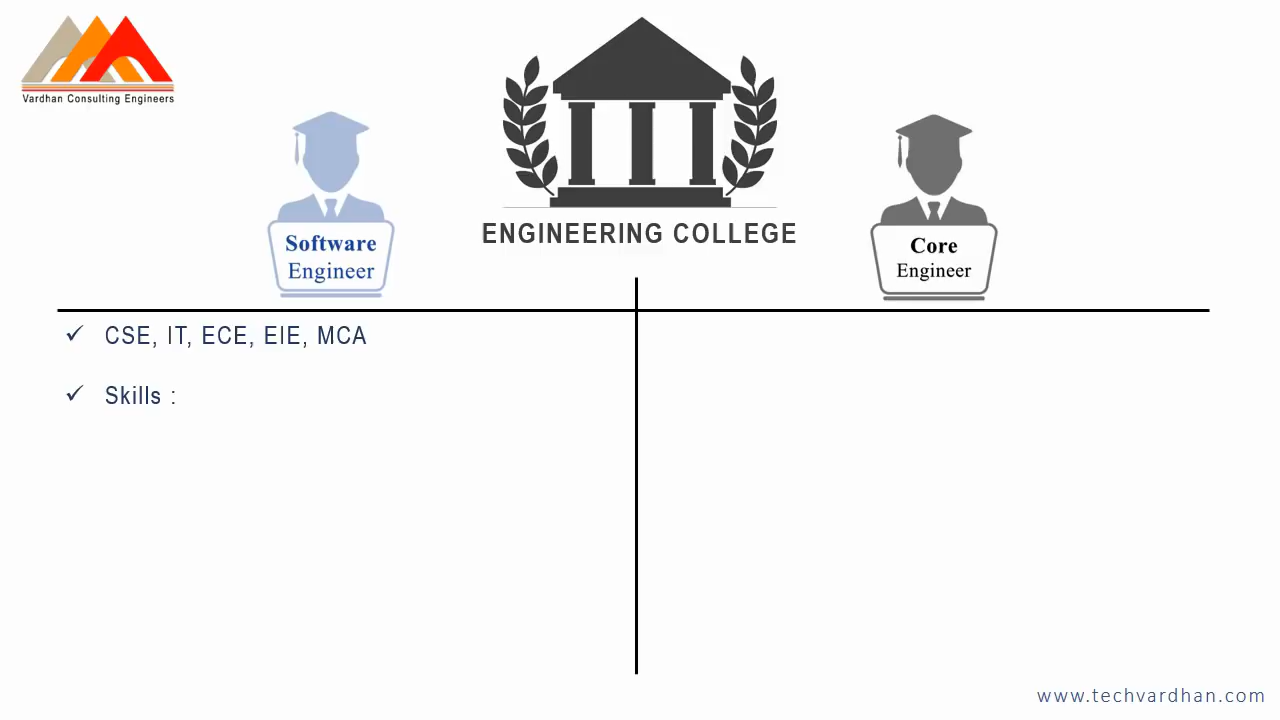 Vardhan Consulting Engineers
ENGINEERING COLLEGE
Software
Engineer
Core
Engineer
CSE, IT, ECE, EIE, MCA
Skills :
www.techvardhan.com